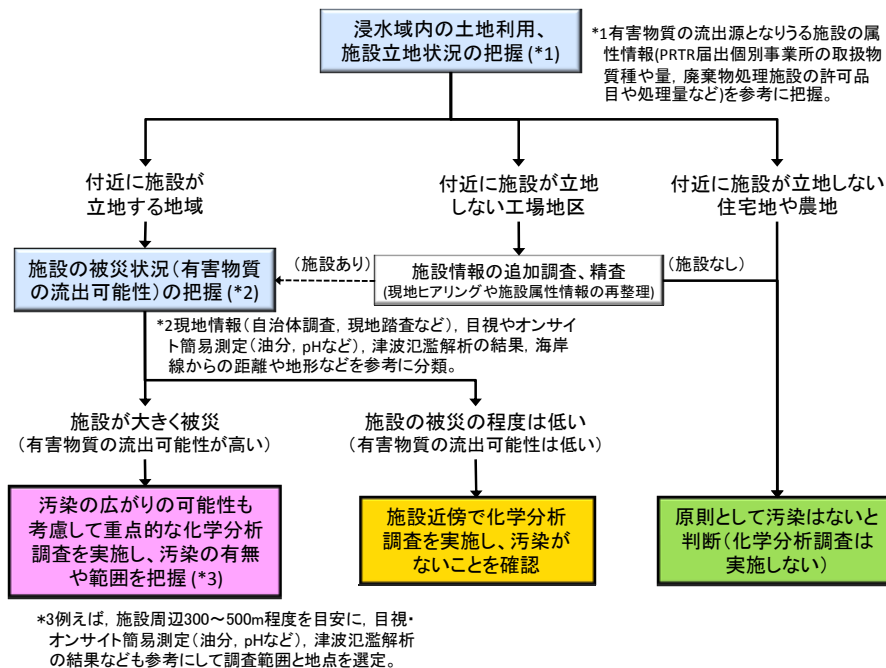 浸水域内の土地利用、
施設立地状況の把握(*1)
*1有害物質の流出源となりうる施設の属
性情報(PRTR届出個別事業所の取扱物
質種や量, 廃棄物処理施設の許可品
目や処理量など)を参考に把握。
付近に施設が
立地する地域
付近に施設が立地
しない工場地区
付近に施設が立地しない
住宅地や農地
施設の被災状況(有害物質
の流出可能性)の把握(*2)
(施設あり)
施設情報の追加調査、精査
(現地ヒアリングや施設属性情報の再整理)
(施設なし)
*2現地情報(自治体調査, 現地踏査など), 目視やオンサイ
ト簡易測定(油分, pHなど), 津波氾濫解析の結果, 海岸
線からの距離や地形などを参考に分類。
施設が大きく被災
(有害物質の流出可能性が高い)
施設の被災の程度は低い
(有害物質の流出可能性は低い)
汚染の広がりの可能性も
考慮して重点的な化学分析
調査を実施し、汚染の有無
や範囲を把握(*3)
施設近傍で化学分析
調査を実施し、汚染が
ないことを確認
原則として汚染はないと
判断(化学分析調査は
実施しない)
*3例えば, 施設周辺300~500m程度を目安に, 目視・
オンサイト簡易測定(油分, pHなど), 津波氾濫解析
の結果なども参考にして調査範囲と地点を選定。